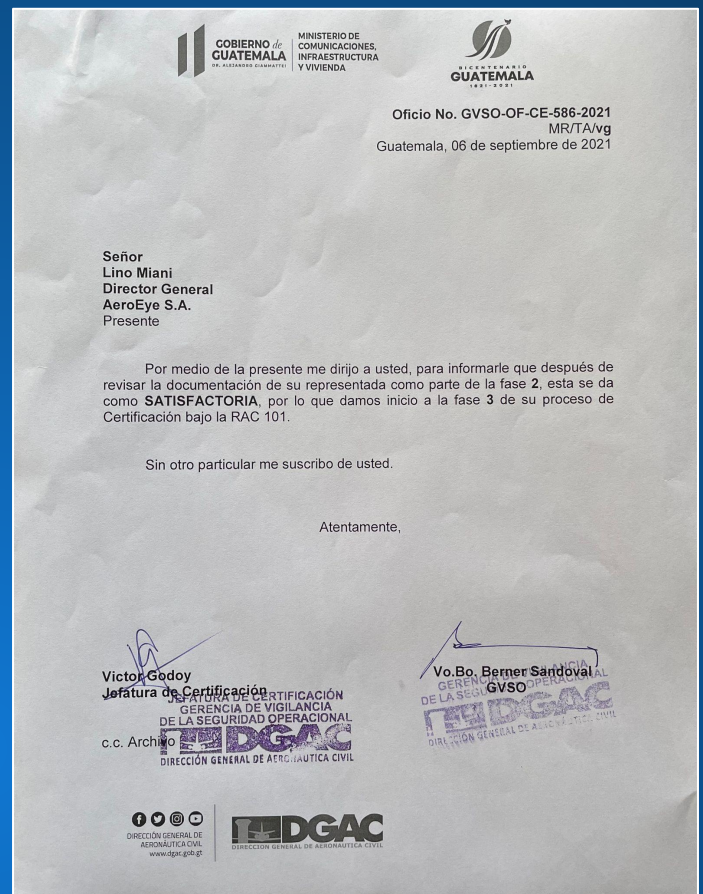 GOBIERNO de
GUATEMALA
DR. ALEJANDRO GIAMMATTEI
MINISTERIO DE
COMUNICACIONES,
INFRAESTRUCTURA
Y VIVIENDA
BICENTENARIO
GUATEMALA
1821-2021
Oficio No. GVSO-OF-CE-586-2021
MR/TA/vg
Guatemala, 06 de septiembre de 2021
Señor
Lino Miani
Director General
AeroEye S.A.
Presente
Por medio de la presente me dirijo a usted, para informarle que después de
revisar la documentación de su representada como parte de la fase 2, esta se da
como SATISFACTORIA, por lo que damos inicio a la fase 3 de su proceso de
Certificación bajo la RAC 101.
Sin otro particular me suscribo de usted.
Atentamente,
Victor Godoy
Jefatura de Certificación
JEFATURA DE CERTIFICACIÓN
GERENCIA DE VIGILANCIA
DE LA SEGURIDAD OPERACIONAL
DGAC
DIRECCIÓN GENERAL DE AERONÁUTICA CIVIL
c.c. Archivo
Vo.Bo. Berner Sandoval
GVSO
GERENCIA DE VIGILANCIA
DE LA SEGURIDAD OPERACIONAL
DGAC
DIRECCIÓN GENERAL DE AERONÁUTICA CIVIL
DIRECCIÓN GENERAL DE
AERONÁUTICA CIVIL
www.dgac.gob.gt
DGAC
DIRECCIÓN GENERAL DE AERONÁUTICA CIVIL